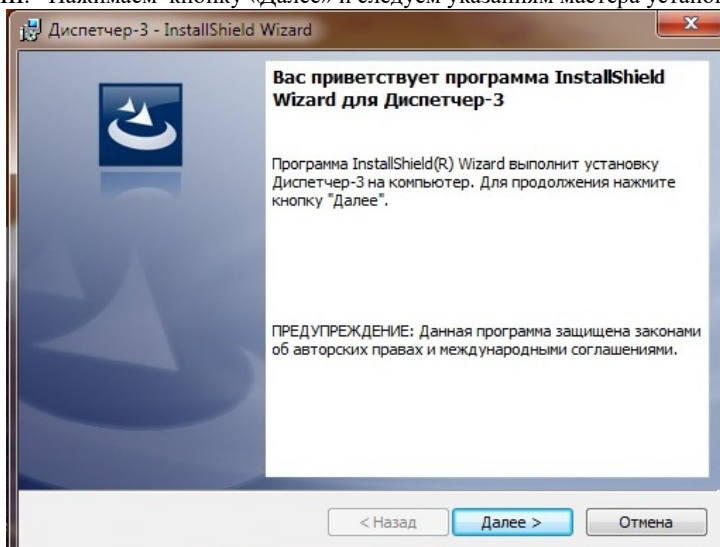 III. Нажимаем кнопку «Далее» и следуем указаниям мастера установ
Диспетчер-3 - InstallShield Wizard
Вас приветствует программа InstallShield
Wizard для Диспетчер-3
Программа InstallShield(R) Wizard выполнит установку
Диспетчер-3 на компьютер. Для продолжения нажмите
кнопку "Далее".
ПРЕДУПРЕЖДЕНИЕ: Данная программа защищена законами
об авторских правах и международными соглашениями.
< Назад Далее > Отмена